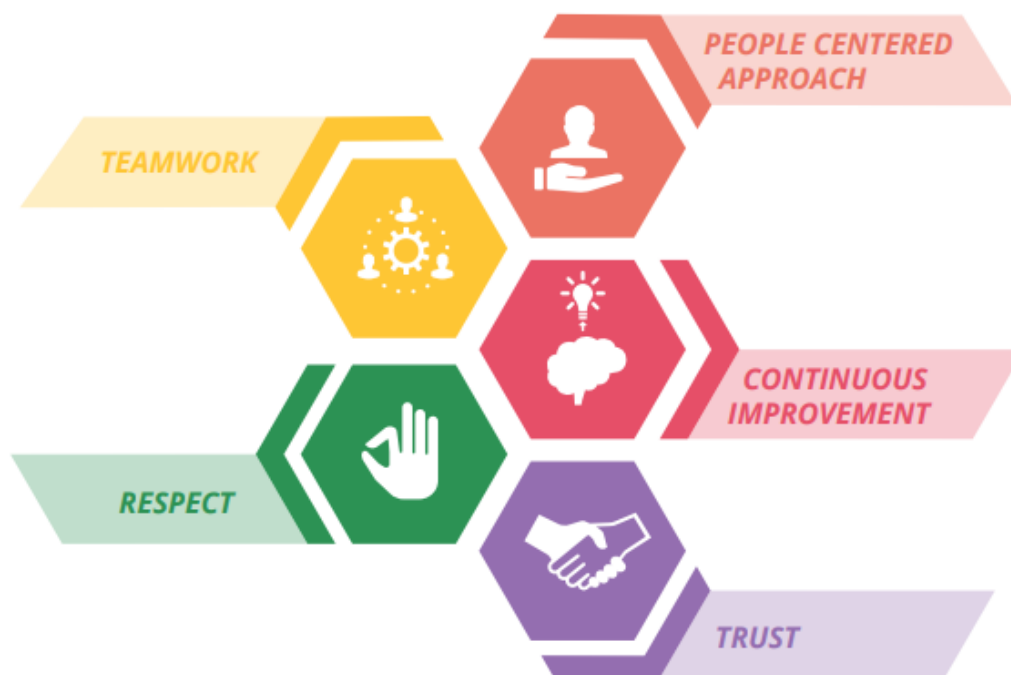 PEOPLE CENTERED
APPROACH
TEAMWORK
CONTINUOUS
IMPROVEMENT
RESPECT
TRUST